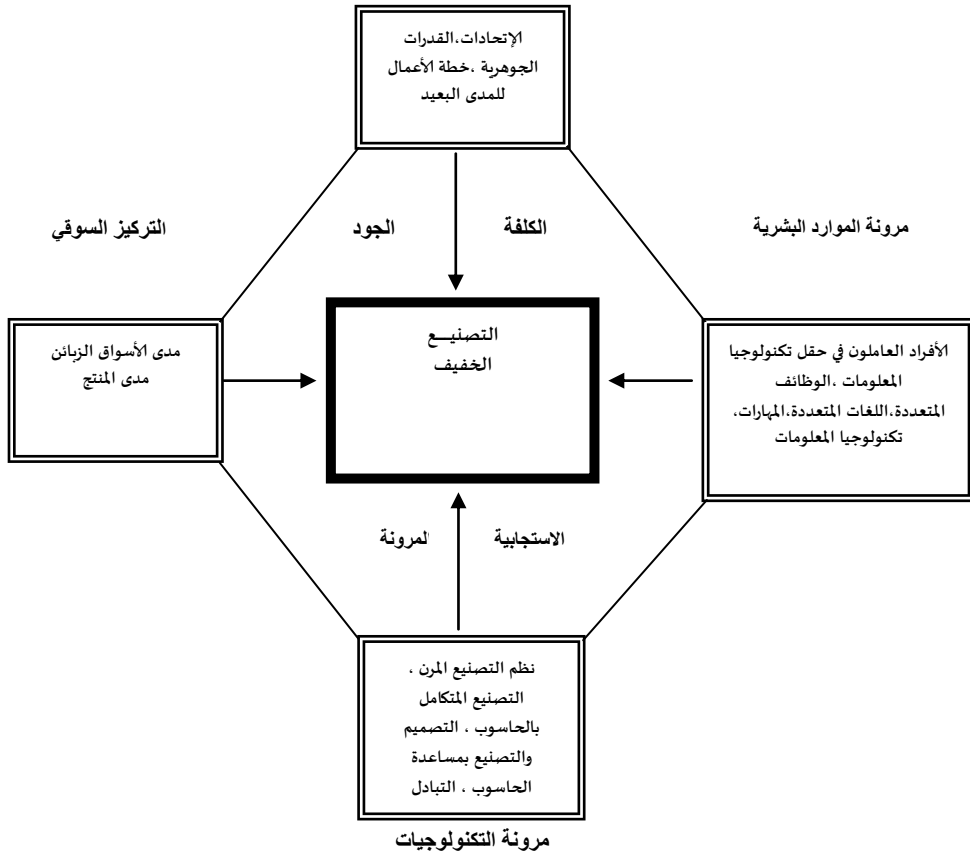 الإتحادات،القدرات
الجوهرية ،خطة الأعمال
للمدى البعيد
الكلفة
الجود
مرونة الموارد البشرية
التركيز السوقي
التصنيـــع
الخفيف
الأفراد العاملون في حقل تكنولوجيا
المعلومات ،الوظائف
المتعددة،اللغات المتعددة،المهارات،
تكنولوجيا المعلومات
مدى الأسواق الزبائن
مدى المنتج
الاستجابية
المرونة
نظم التصنيع المرن ،
التصنيع المتكامل
بالحاسوب ، التصميم
والتصنيع بمساعدة
الحاسوب ، التبادل
مرونة التكنولوجيات